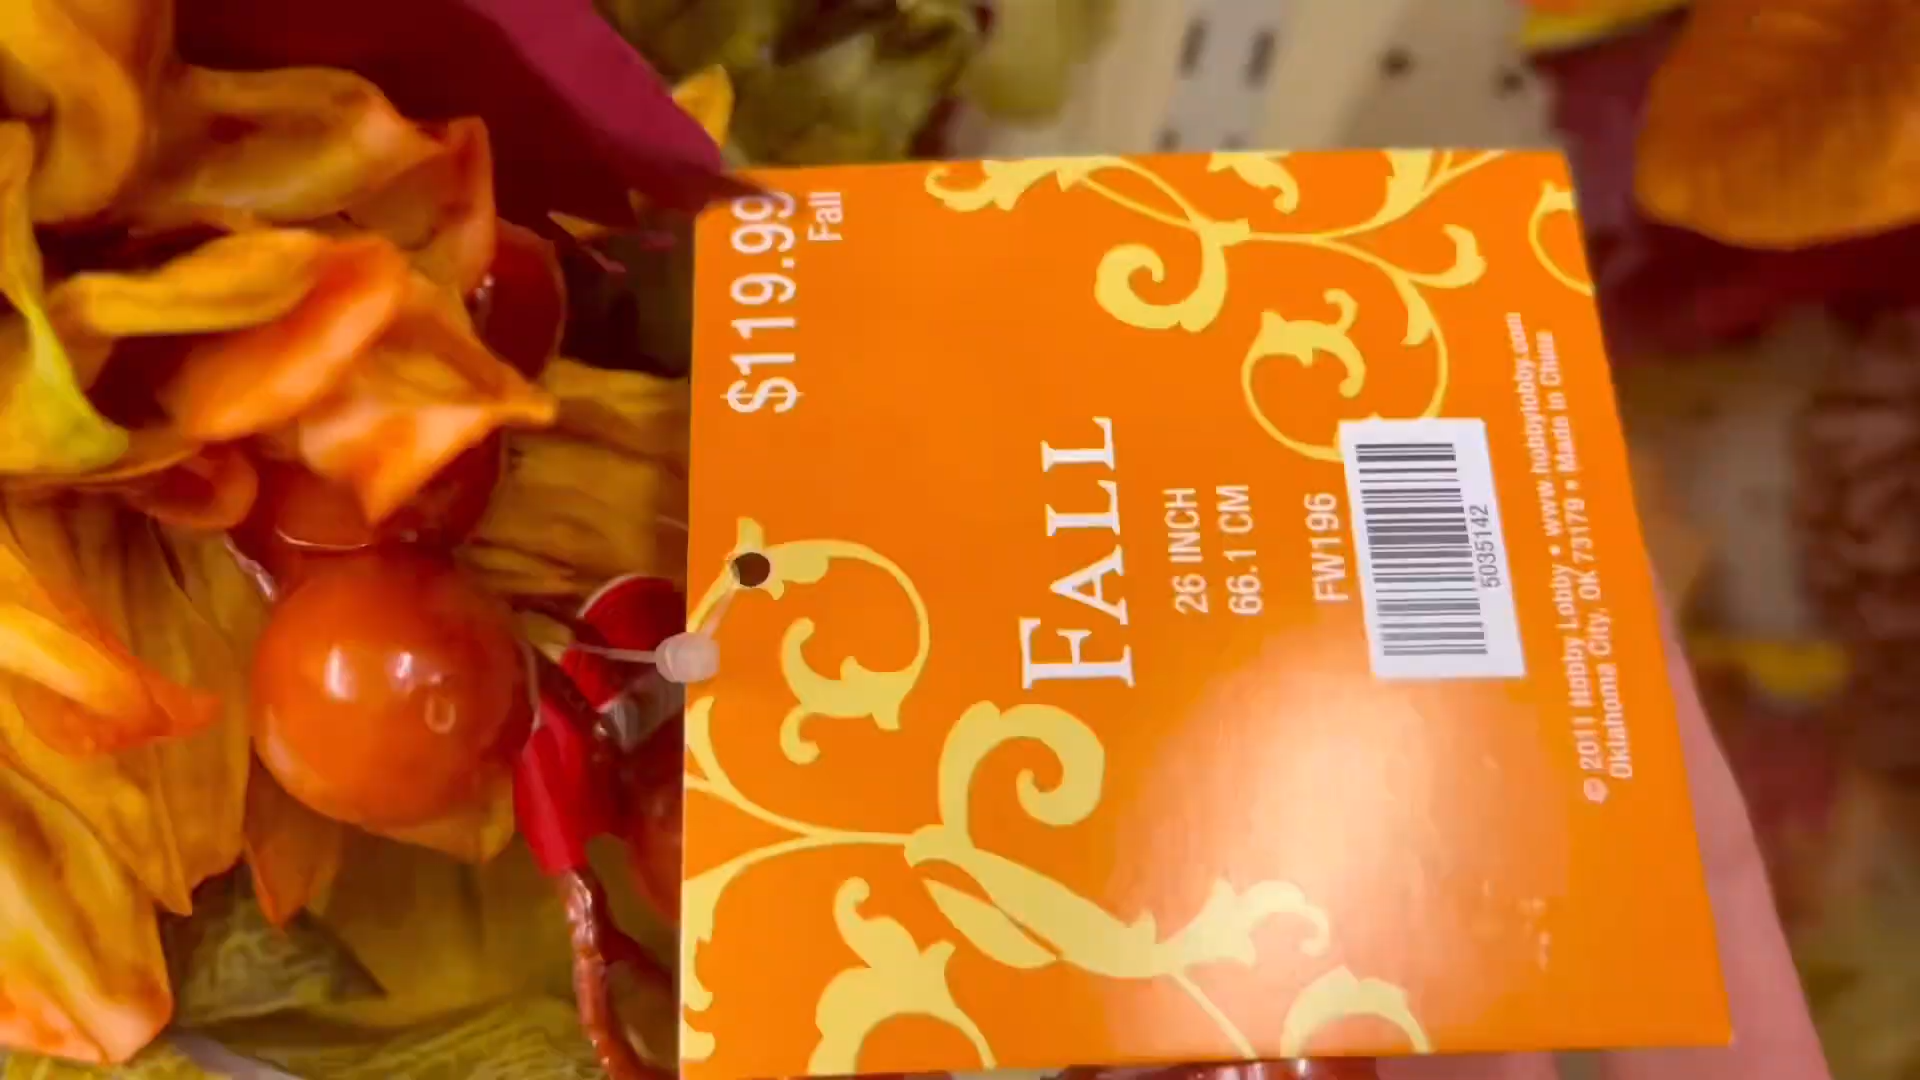 $119.99
Fall
FALL
26 INCH
66.1 CM
FW196
5035142
© 2011 Hobby Lobby • www.hobbylobby.com
Oklahoma City, OK 73179 • Made in China